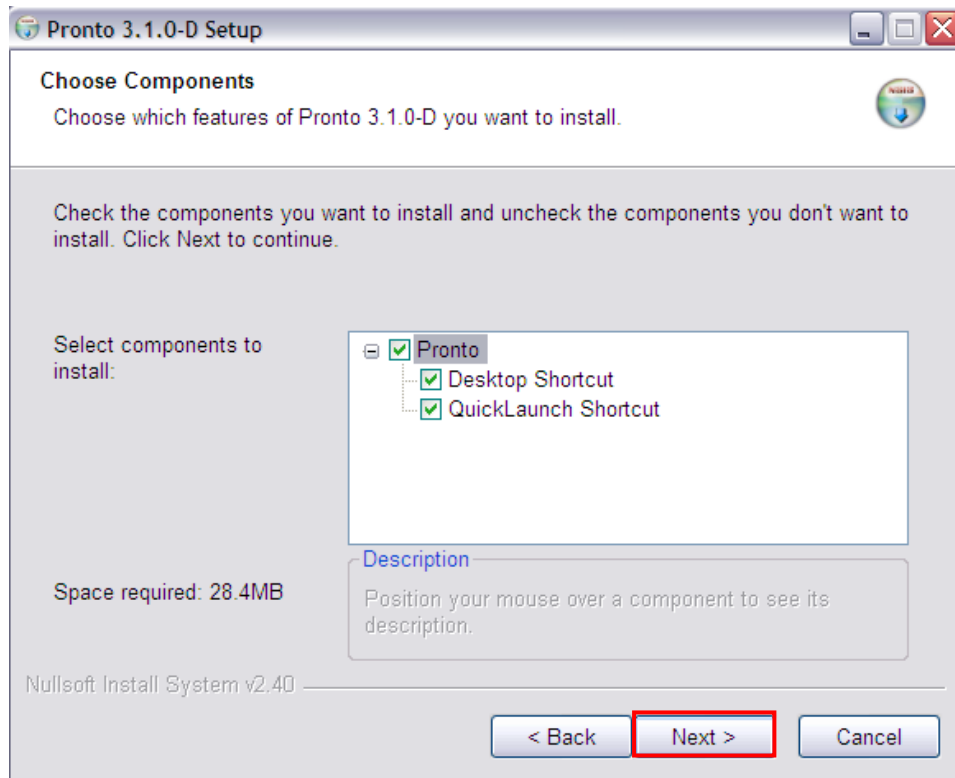 Pronto 3.1.0-D Setup
Choose Components
Choose which features of Pronto 3.1.0-D you want to install.
Check the components you want to install and uncheck the components you don't want to
install. Click Next to continue.
Select components to
install:
Pronto
Desktop Shortcut
QuickLaunch Shortcut
Space required: 28.4MB
Description
Position your mouse over a component to see its
description.
Nullsoft Install System v2.40
< Back
Next >
Cancel